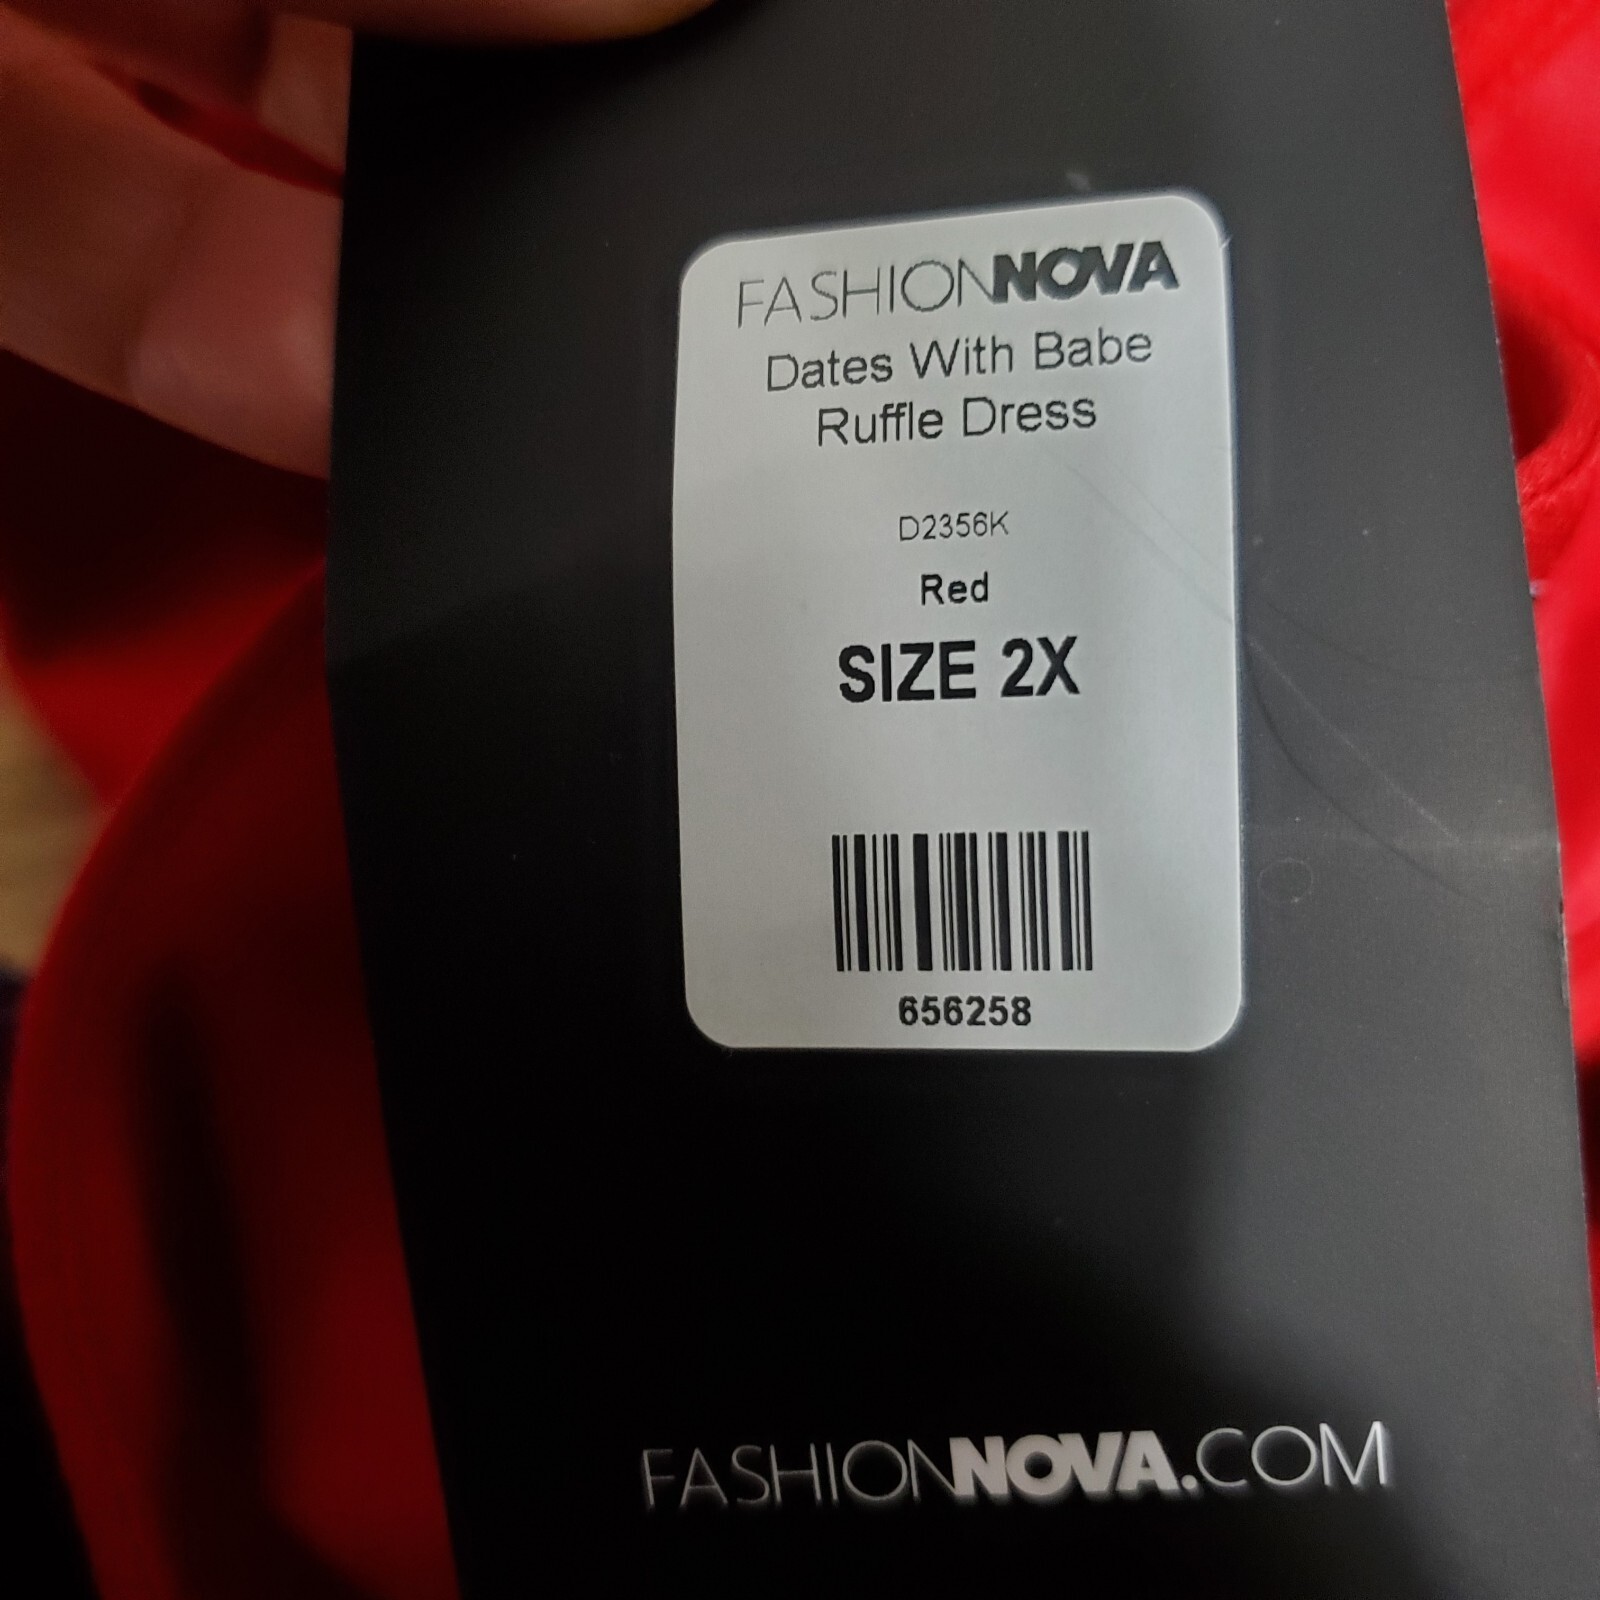 FASHIONNOVA
Dates With Babe
Ruffle Dress
D2356K
Red
SIZE 2X
656258
FASHIONNOVA.COM